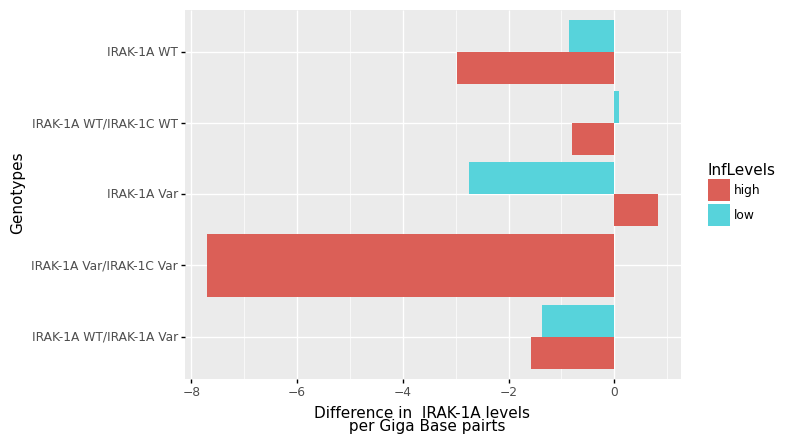 IRAK-1A WT
IRAK-1A WT/IRAK-1C WT
IRAK-1A Var
IRAK-1A Var/IRAK-1C Var
IRAK-1A WT/IRAK-1A Var
Genotypes
InfLevels
high
low
−8 −6 −4 −2 0
Difference in  IRAK-1A levels
per Giga Base pairts